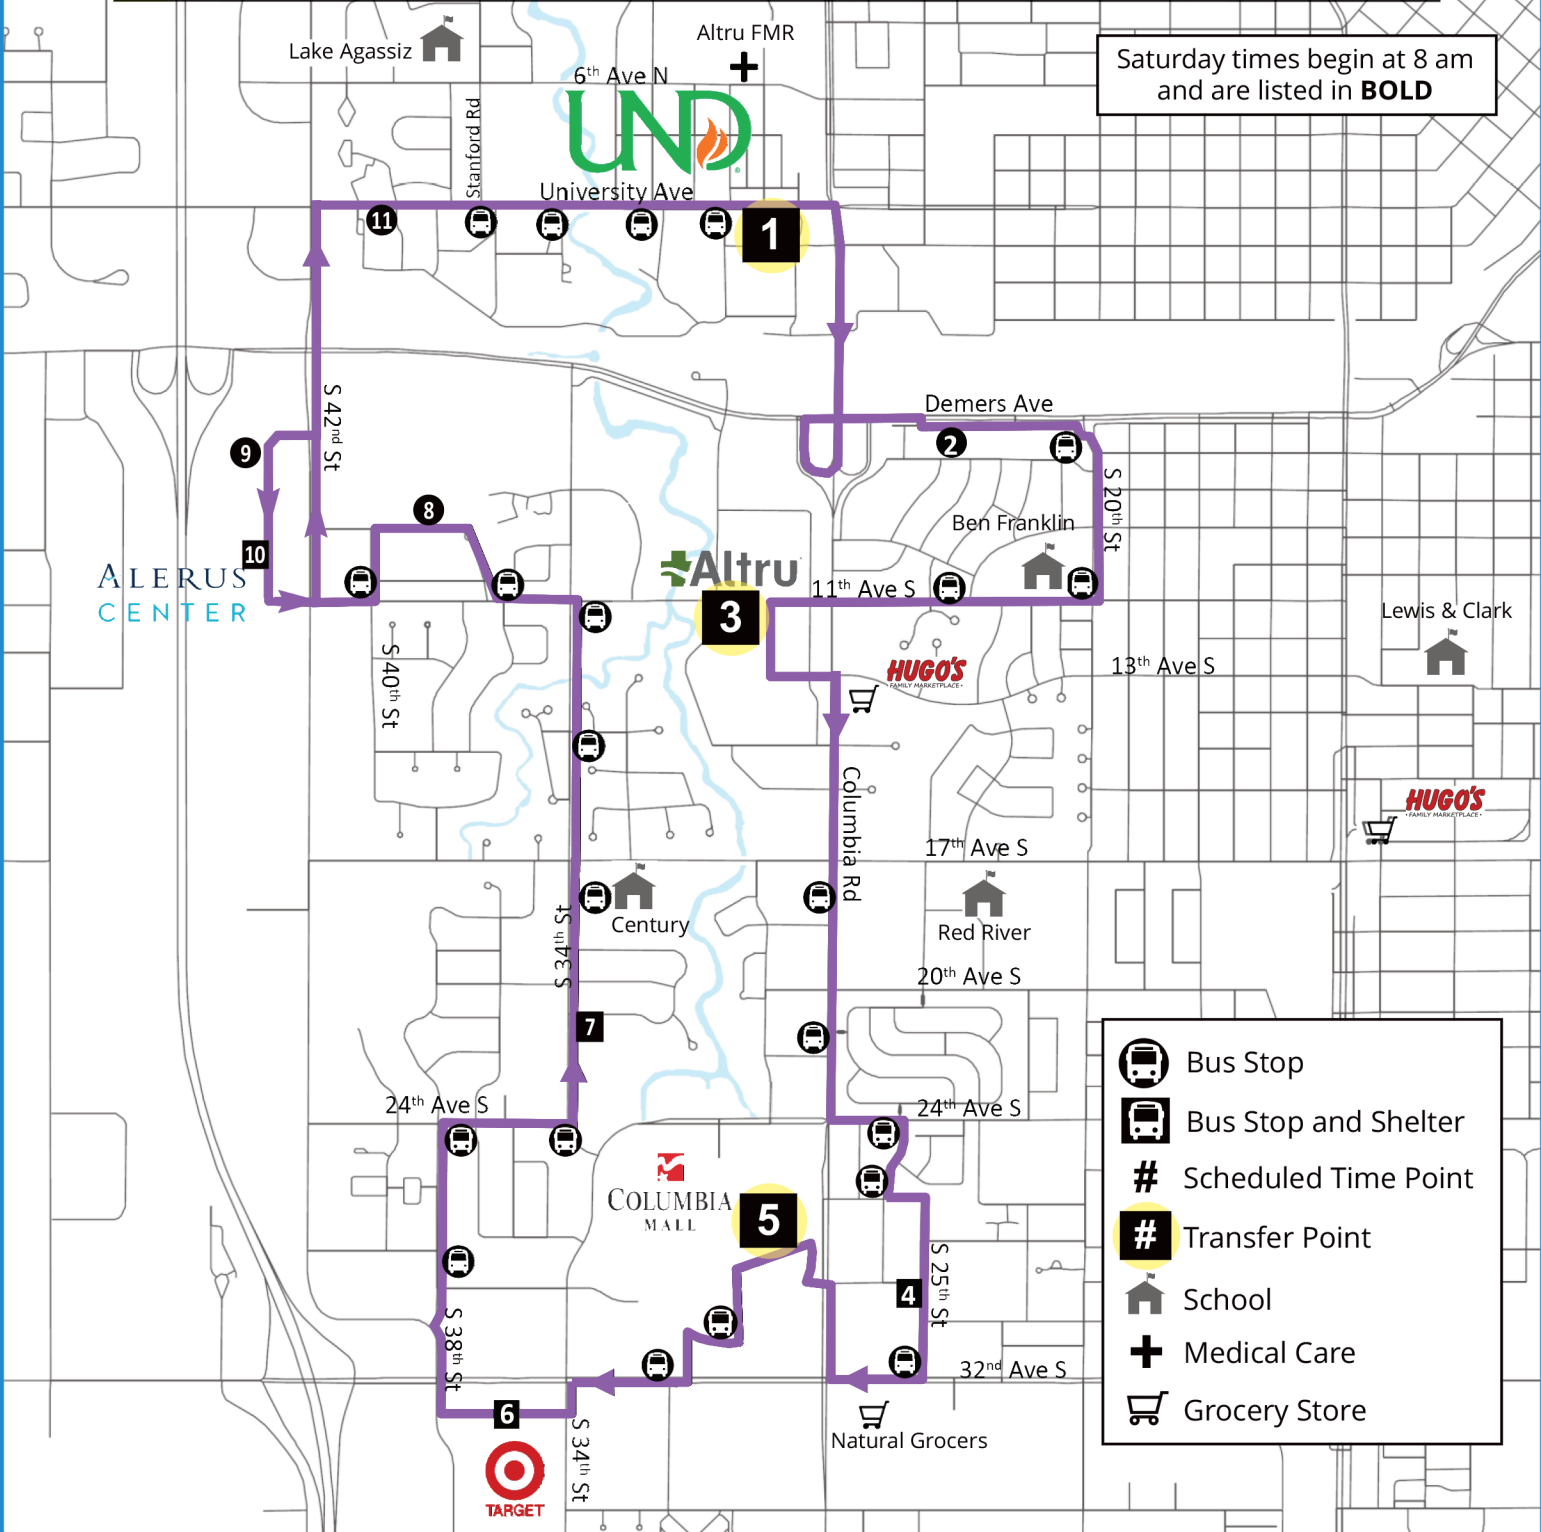 Altru FMR
Lake Agassiz
Saturday times begin at 8 am
and are listed in BOLD
6th Ave N
Stanford Rd
UND
University Ave
11
1
S 42nd St
Demers Ave
2
9
S 20th St
8
Ben Franklin
10
ALERUS
CENTER
Altru
11th Ave S
3
Lewis & Clark
S 40th St
HUGO'S
FAMILY MARKETPLACE
13th Ave S
Columbia Rd
HUGO'S
FAMILY MARKETPLACE
17th Ave S
Century
Red River
S 34th St
20th Ave S
7
24th Ave S
24th Ave S
COLUMBIA
MALL
5
4
S 25th St
S 38th St
32nd Ave S
6
S 34th St
Natural Grocers
TARGET
Bus Stop
Bus Stop and Shelter
# Scheduled Time Point
# Transfer Point
School
Medical Care
Grocery Store